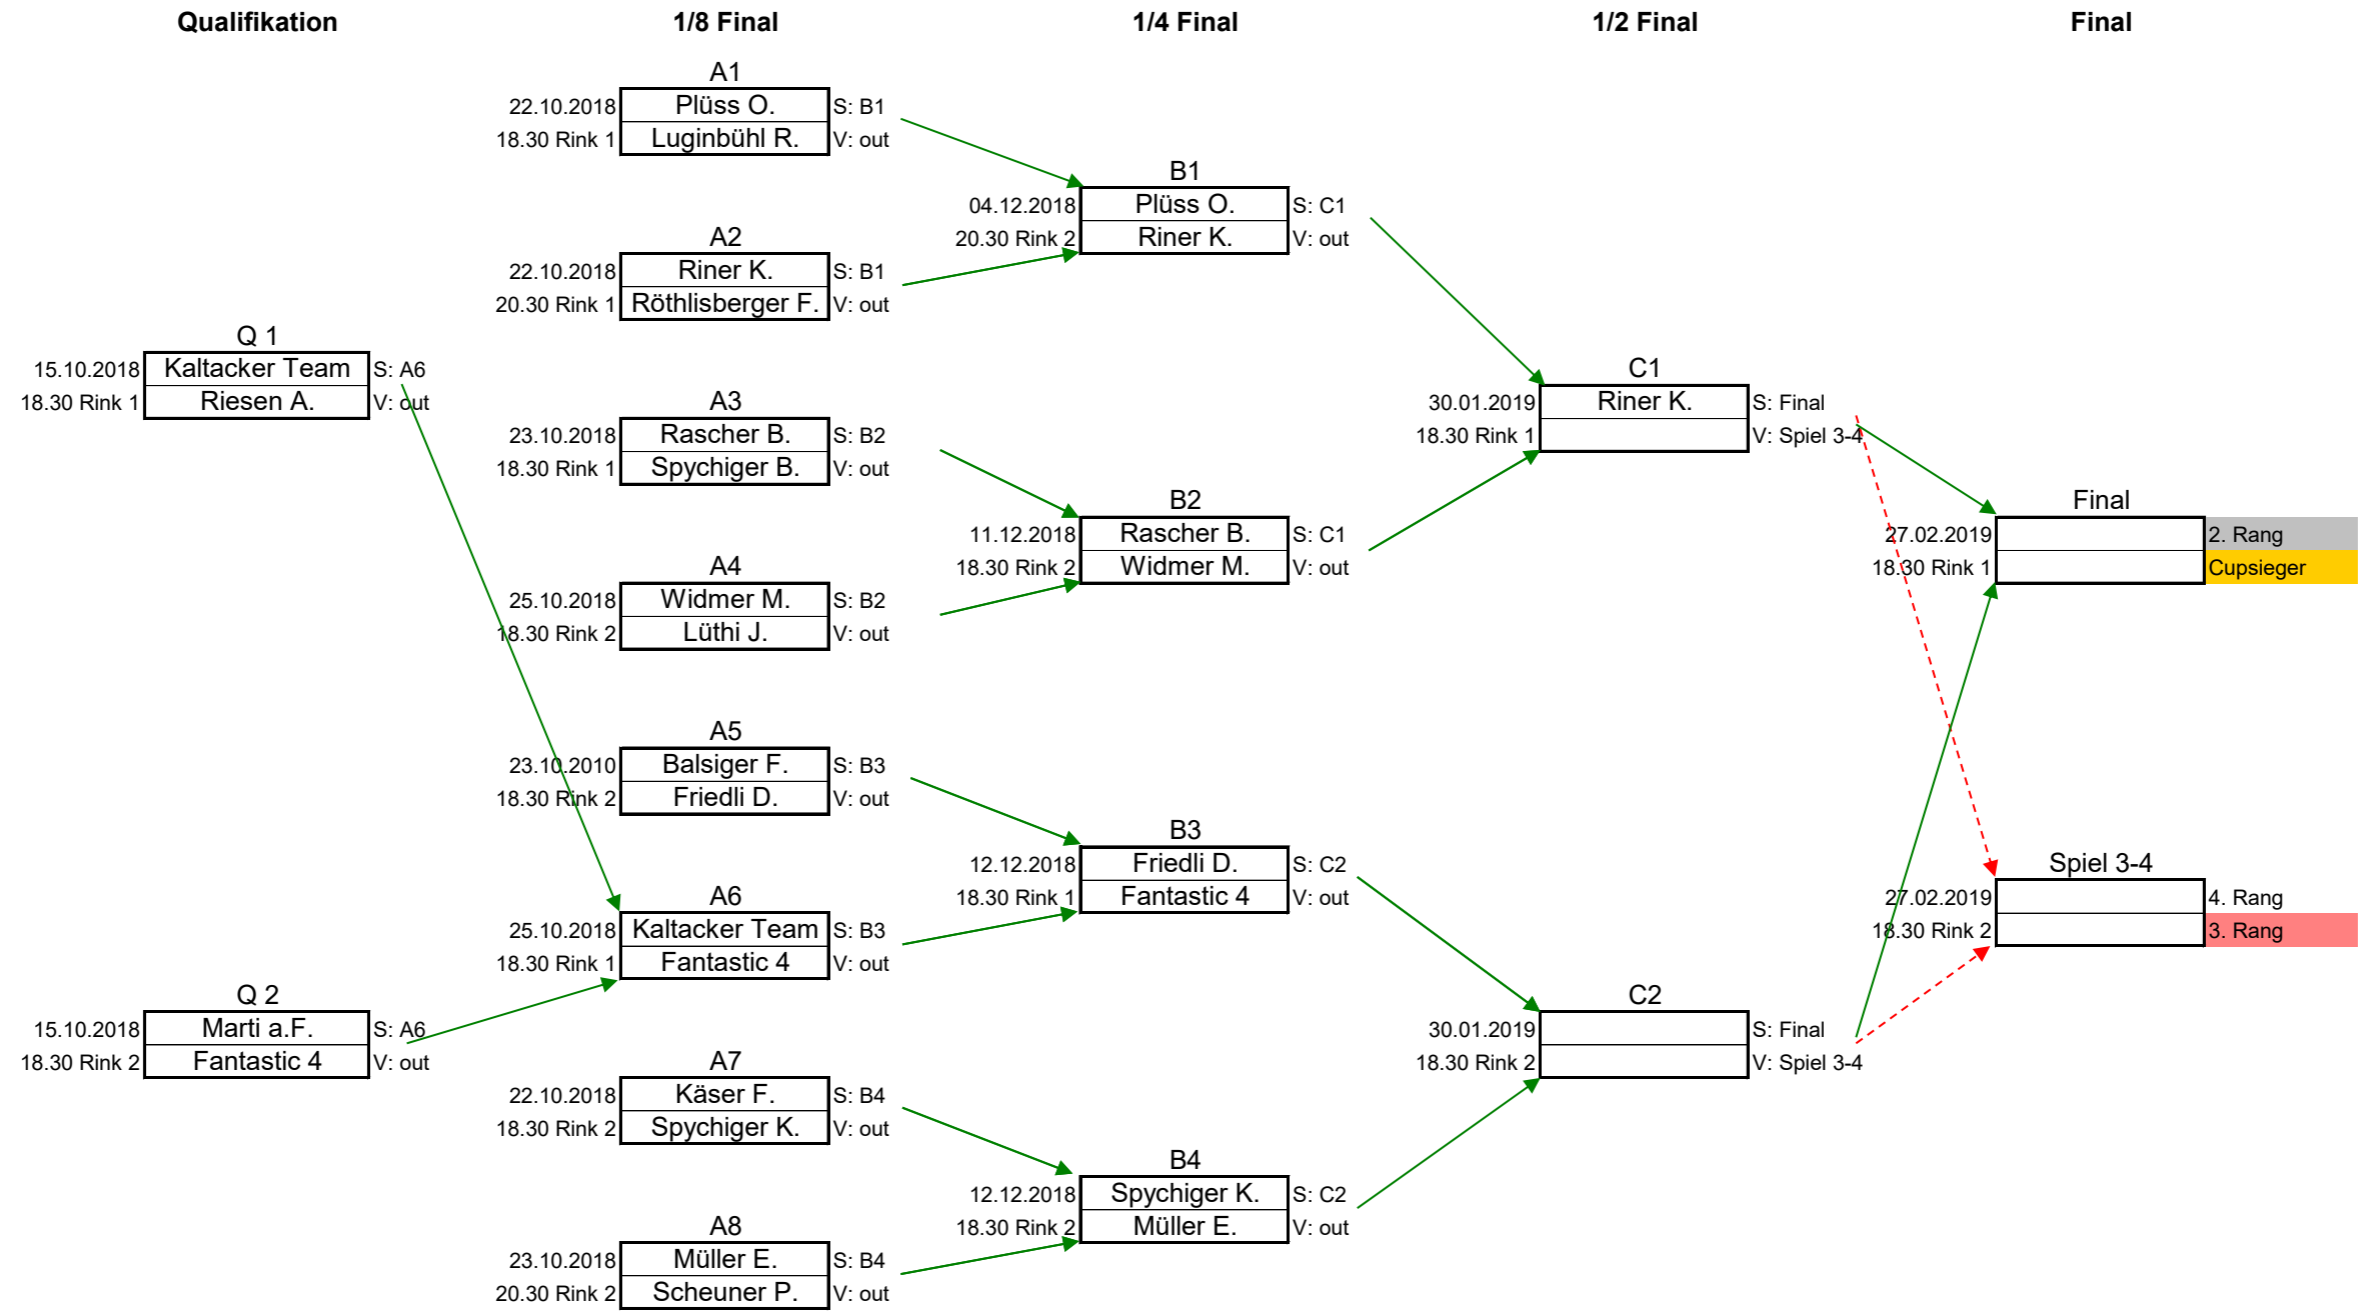 Qualifikation
1/8 Final
1/4 Final
1/2 Final
Final
Q 1
15.10.2018 Kaltacker Team S: A6
18.30 Rink 1 Riesen A. V: out
Q 2
15.10.2018 Marti a.F. S: A6
18.30 Rink 2 Fantastic 4 V: out
A1
22.10.2018 Plüss O. S: B1
18.30 Rink 1 Luginbühl R. V: out
A2
22.10.2018 Riner K. S: B1
20.30 Rink 1 Röthlisberger F. V: out
A3
23.10.2018 Rascher B. S: B2
18.30 Rink 1 Spychiger B. V: out
A4
25.10.2018 Widmer M. S: B2
18.30 Rink 2 Lüthi J. V: out
A5
23.10.2010 Balsiger F. S: B3
18.30 Rink 2 Friedli D. V: out
A6
25.10.2018 Kaltacker Team S: B3
18.30 Rink 1 Fantastic 4 V: out
A7
22.10.2018 Käser F. S: B4
18.30 Rink 2 Spychiger K. V: out
A8
23.10.2018 Müller E. S: B4
20.30 Rink 2 Scheuner P. V: out
B1
04.12.2018 Plüss O. S: C1
20.30 Rink 2 Riner K. V: out
B2
11.12.2018 Rascher B. S: C1
18.30 Rink 2 Widmer M. V: out
B3
12.12.2018 Friedli D. S: C2
18.30 Rink 1 Fantastic 4 V: out
B4
12.12.2018 Spychiger K. S: C2
18.30 Rink 2 Müller E. V: out
C1
30.01.2019 Riner K. S: Final
18.30 Rink 1 V: Spiel 3-4
C2
30.01.2019 S: Final
18.30 Rink 2 V: Spiel 3-4
Final
27.02.2019 2. Rang
18.30 Rink 1 Cupsieger
Spiel 3-4
27.02.2019 4. Rang
18.30 Rink 2 3. Rang